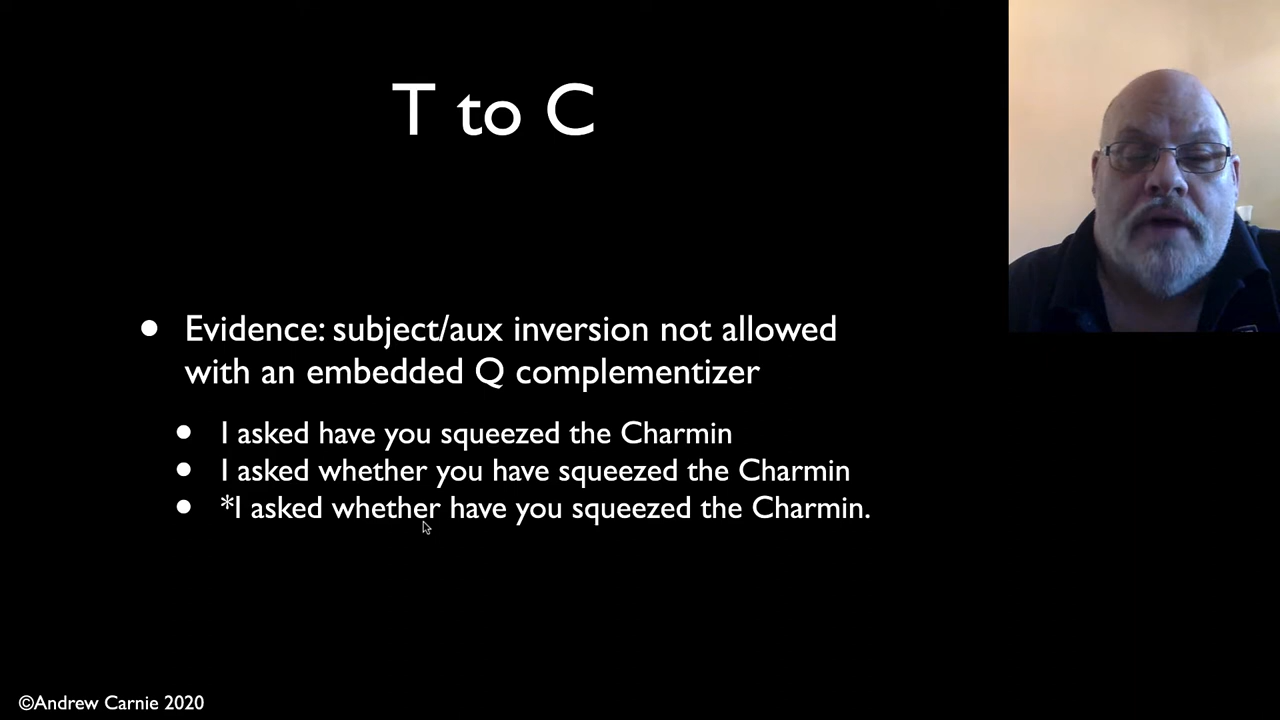 T to C
• Evidence: subject/aux inversion not allowed
with an embedded Q complementizer
• I asked have you squeezed the Charmin
• I asked whether you have squeezed the Charmin
• *I asked whether have you squeezed the Charmin.
©Andrew Carnie 2020